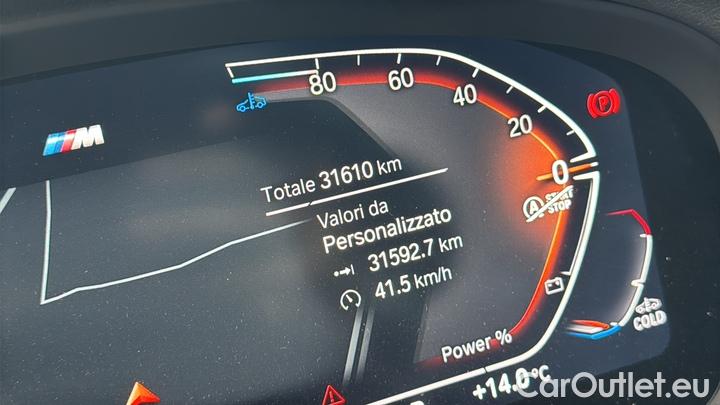 80 60 40 20 0
M
(P)
Totale 31610 km
A START STOP
Valori da
Personalizzato
31592.7 km
41.5 km/h
COLD
Power %
+14.0°C
CarOutlet.eu